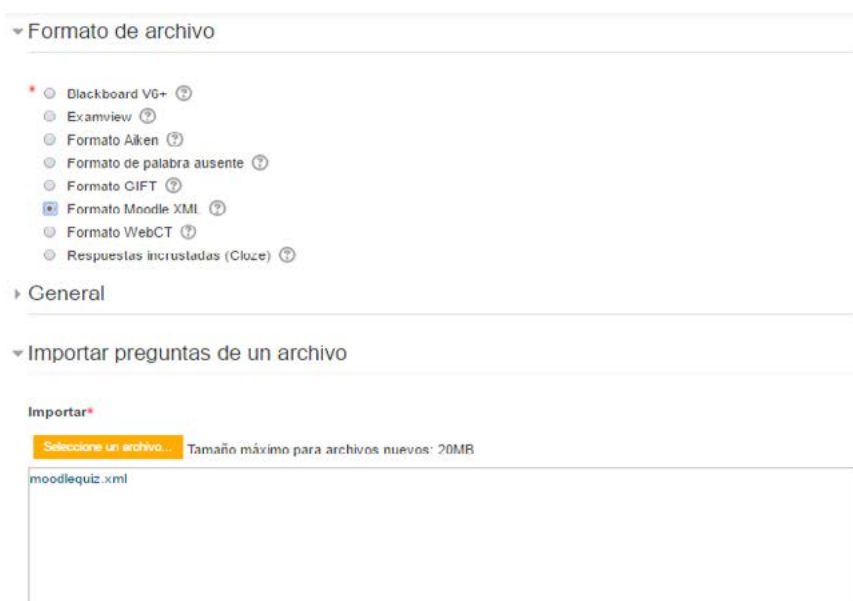 Formato de archivo
* Blackboard V6+
Examview
Formato Aiken
Formato de palabra ausente
Formato GIFT
Formato Moodle XML
Formato WebCT
Respuestas incrustadas (Cloze)
General
Importar preguntas de un archivo
Importar*
Seleccione un archivo... Tamaño máximo para archivos nuevos: 20MB
moodlequiz.xml